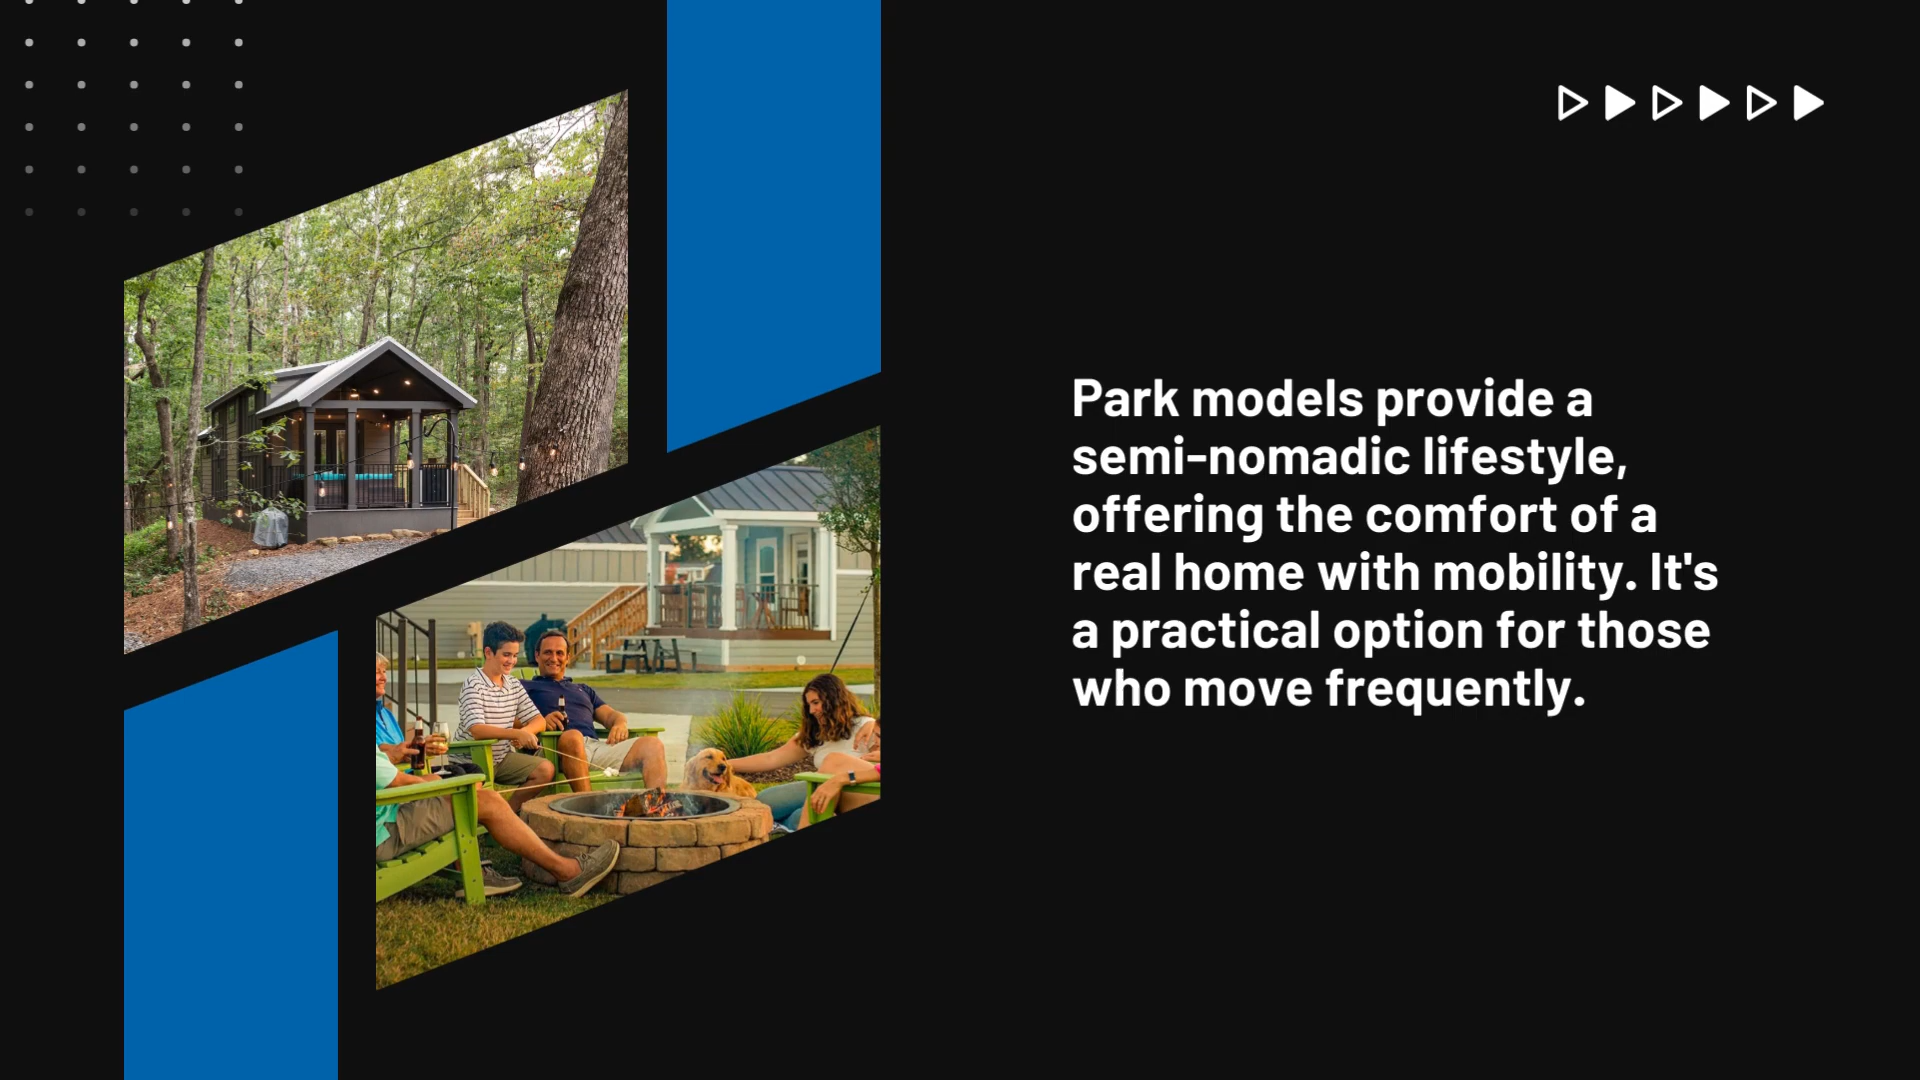 Park models provide a
semi-nomadic lifestyle,
offering the comfort of a
real home with mobility. It's
a practical option for those
who move frequently.